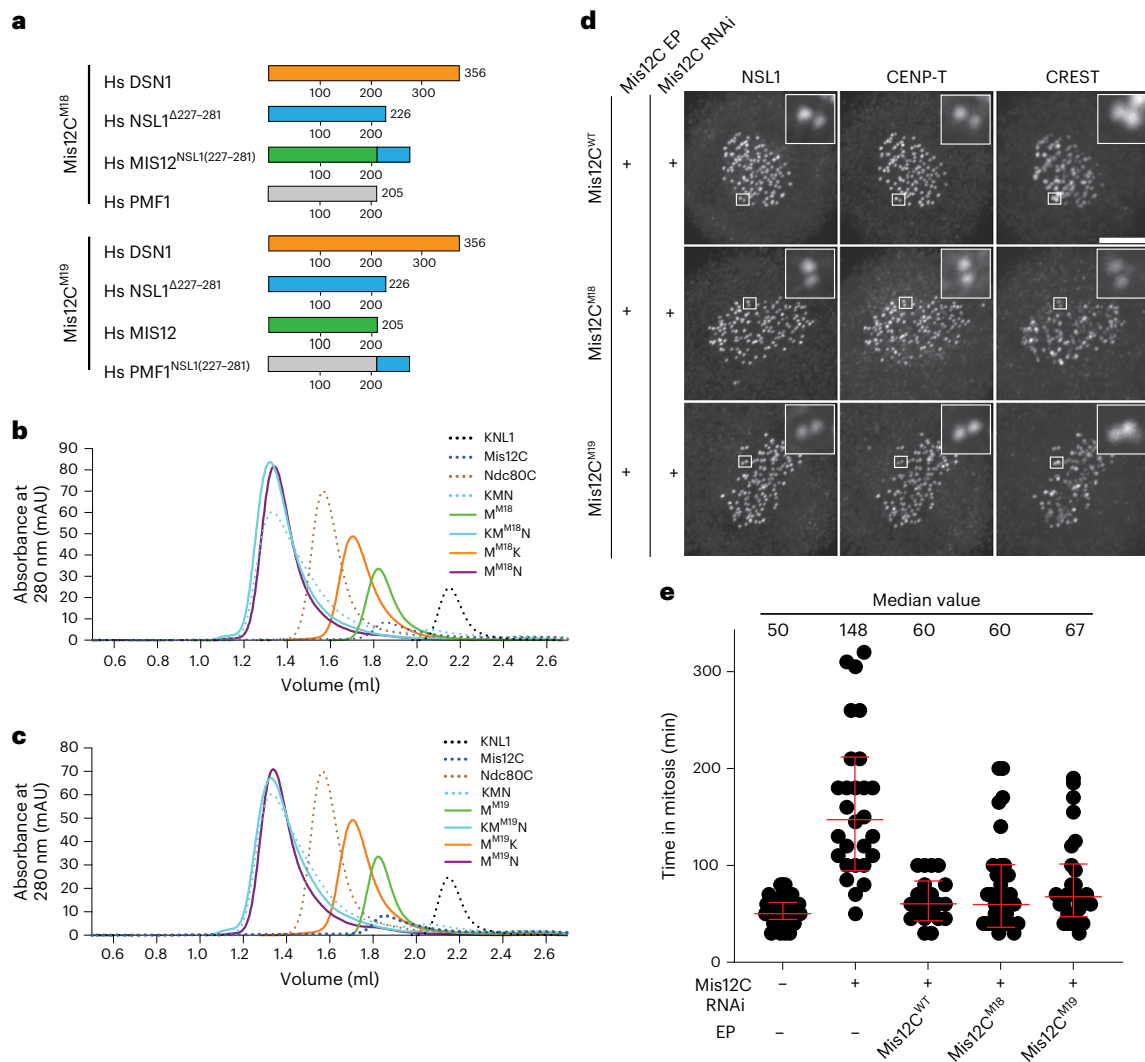 a
Mis12C^M18
Hs DSN1
356
100 200 300
Hs NSL1^Δ227–281
226
100 200
Hs MIS12^NSL1(227–281)
100 200
Hs PMF1
205
100 200
Mis12C^M19
Hs DSN1
356
100 200 300
Hs NSL1^Δ227–281
226
100 200
Hs MIS12
205
100 200
Hs PMF1^NSL1(227–281)
100 200
b
Absorbance at
280 nm (mAU)
90
80
70
60
50
40
30
20
10
0
0.6 0.8 1.0 1.2 1.4 1.6 1.8 2.0 2.2 2.4 2.6
Volume (ml)
KNL1
Mis12C
Ndc80C
KMN
M^M18
KM^M18N
M^M18K
M^M18N
c
Absorbance at
280 nm (mAU)
80
70
60
50
40
30
20
10
0
0.6 0.8 1.0 1.2 1.4 1.6 1.8 2.0 2.2 2.4 2.6
Volume (ml)
KNL1
Mis12C
Ndc80C
KMN
M^M19
KM^M19N
M^M19K
M^M19N
d
Mis12C EP
Mis12C RNAi
NSL1 CENP-T CREST
Mis12C^WT
+ +
Mis12C^M18
+ +
Mis12C^M19
+ +
e
Median value
50 148 60 60 67
Time in mitosis (min)
300
200
100
0
Mis12C
RNAi
– + + + +
EP
– – Mis12C^WT Mis12C^M18 Mis12C^M19